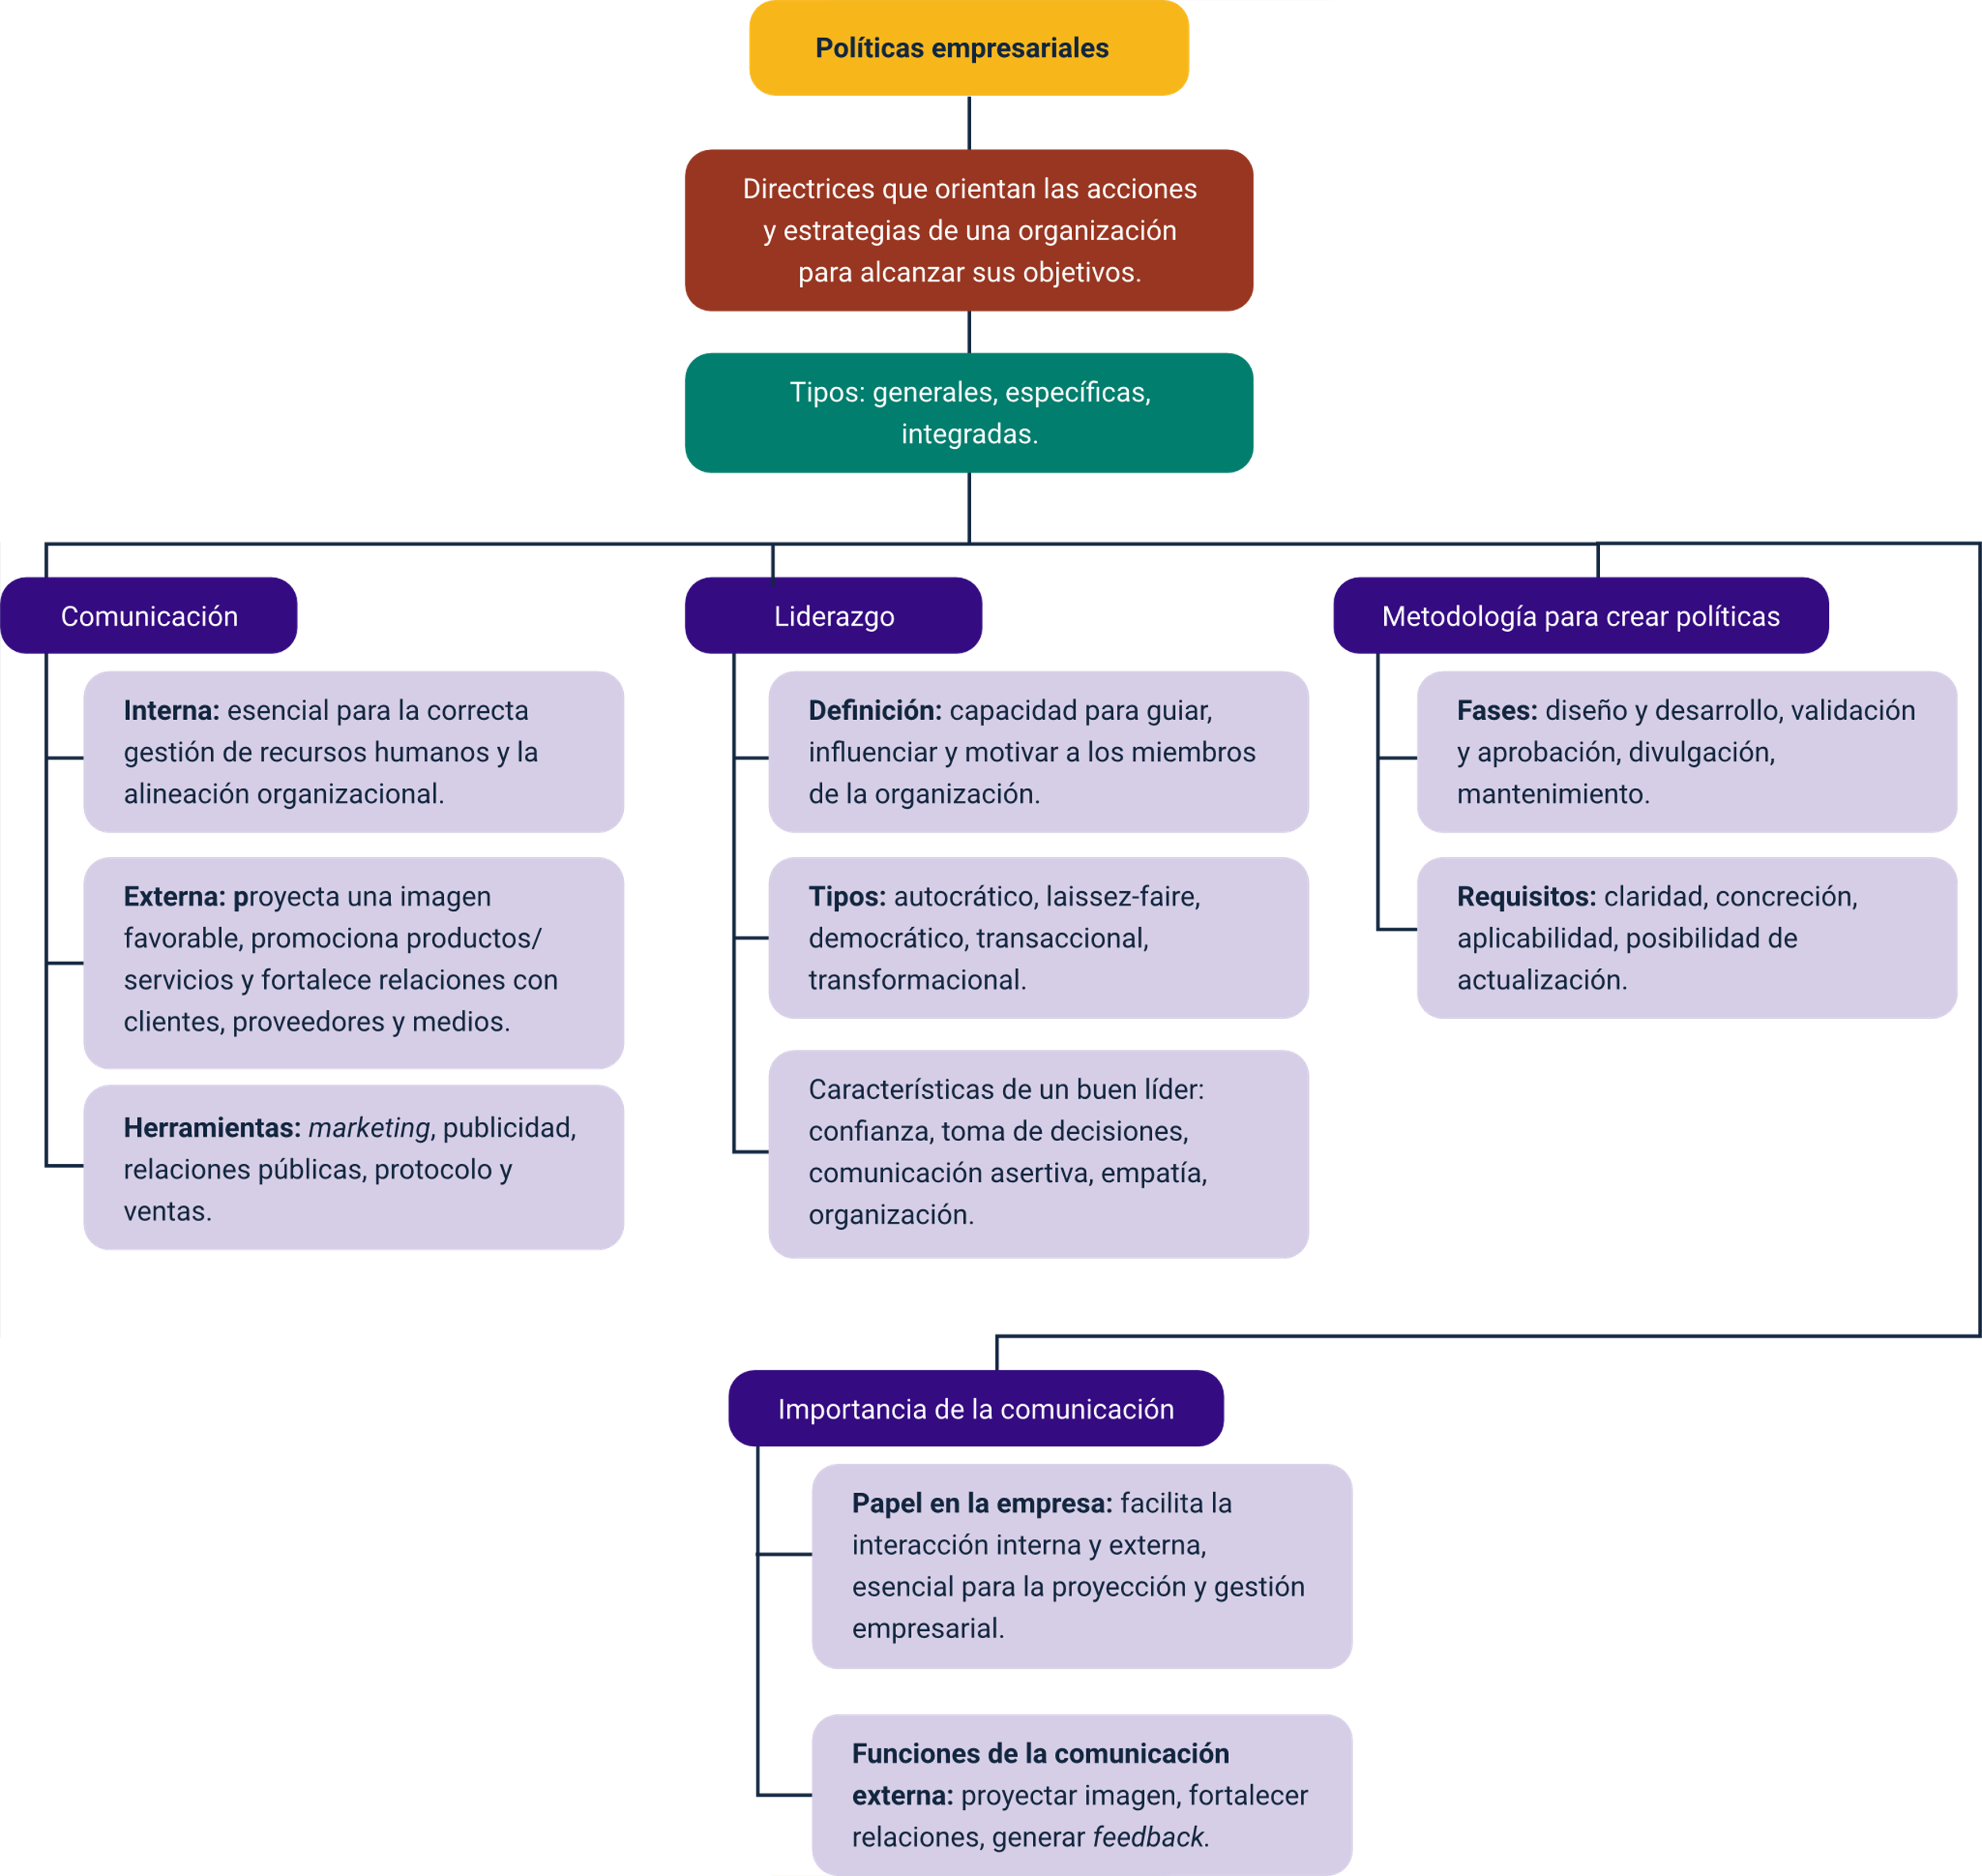 Políticas empresariales
Directrices que orientan las acciones
y estrategias de una organización
para alcanzar sus objetivos.
Tipos: generales, específicas,
integradas.
Comunicación
Interna: esencial para la correcta
gestión de recursos humanos y la
alineación organizacional.
Externa: proyecta una imagen
favorable, promociona productos/
servicios y fortalece relaciones con
clientes, proveedores y medios.
Herramientas: marketing, publicidad,
relaciones públicas, protocolo y
ventas.
Liderazgo
Definición: capacidad para guiar,
influenciar y motivar a los miembros
de la organización.
Tipos: autocrático, laissez-faire,
democrático, transaccional,
transformacional.
Características de un buen líder:
confianza, toma de decisiones,
comunicación asertiva, empatía,
organización.
Metodología para crear políticas
Fases: diseño y desarrollo, validación
y aprobación, divulgación,
mantenimiento.
Requisitos: claridad, concreción,
aplicabilidad, posibilidad de
actualización.
Importancia de la comunicación
Papel en la empresa: facilita la
interacción interna y externa,
esencial para la proyección y gestión
empresarial.
Funciones de la comunicación
externa: proyectar imagen, fortalecer
relaciones, generar feedback.